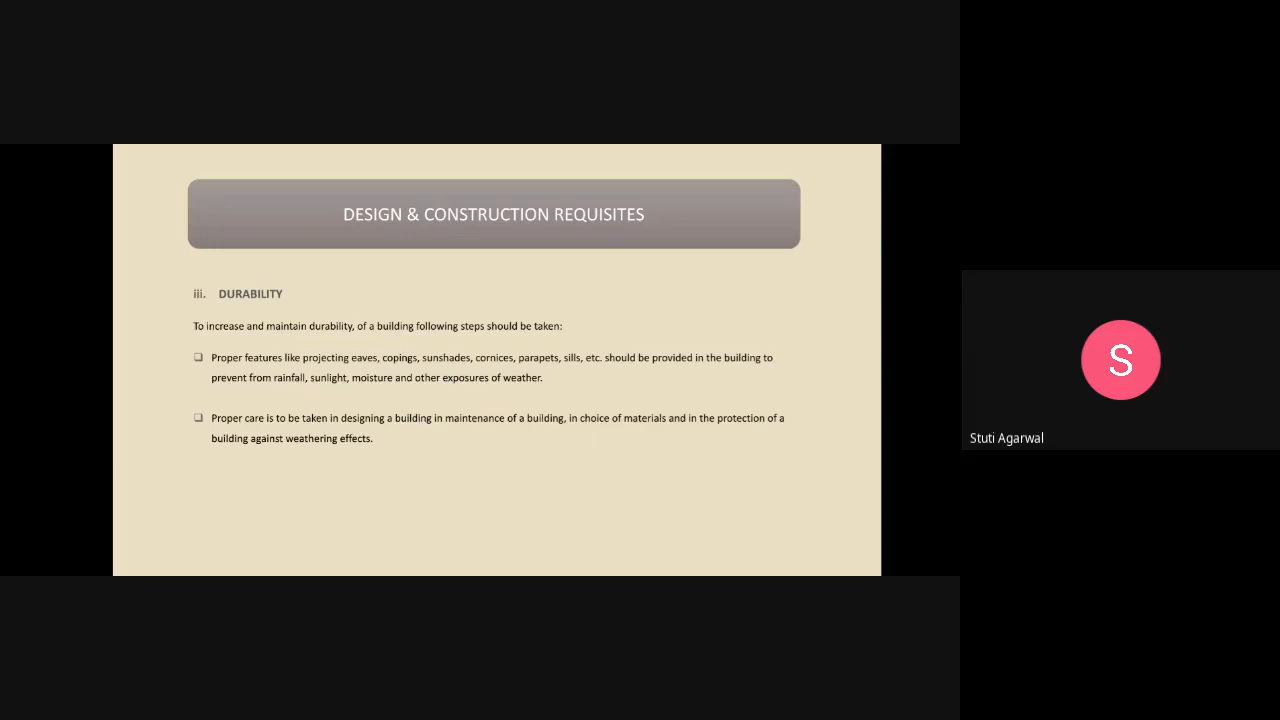 DESIGN & CONSTRUCTION REQUISITES
iii. DURABILITY
To increase and maintain durability, of a building following steps should be taken:
❑ Proper features like projecting eaves, copings, sunshades, cornices, parapets, sills, etc. should be provided in the building to
prevent from rainfall, sunlight, moisture and other exposures of weather.
❑ Proper care is to be taken in designing a building in maintenance of a building, in choice of materials and in the protection of a
building against weathering effects.
S
Stuti Agarwal